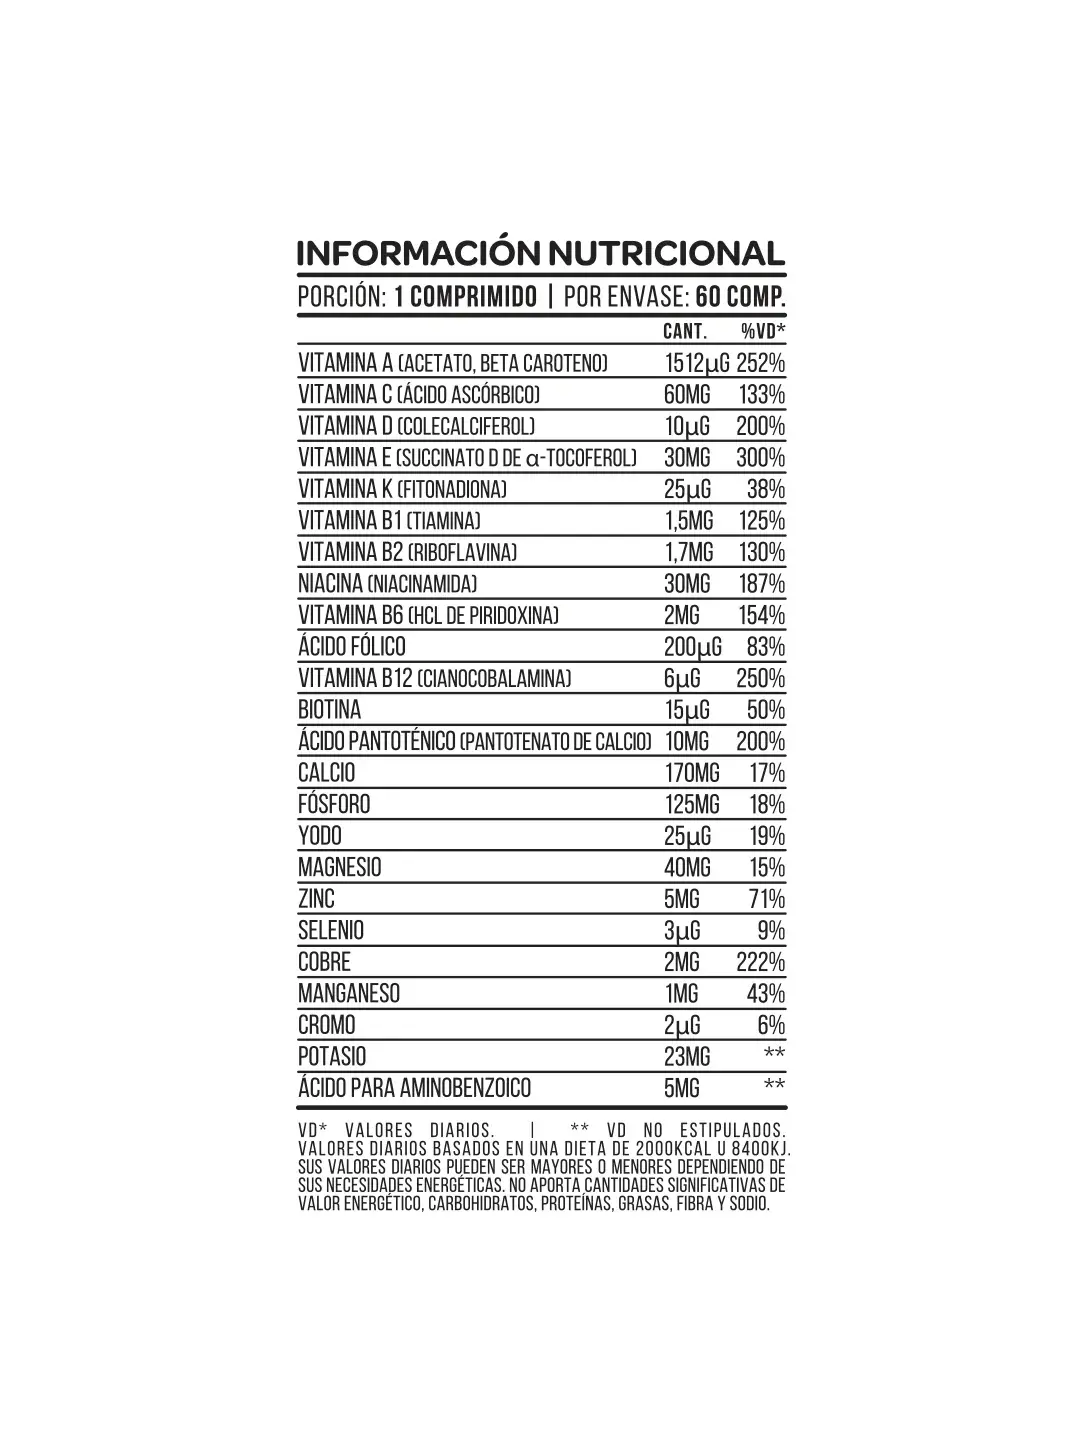 INFORMACIÓN NUTRICIONAL
PORCIÓN: 1 COMPRIMIDO | POR ENVASE: 60 COMP.
CANT. %VD*
VITAMINA A (ACETATO, BETA CAROTENO) 1512µG 252%
VITAMINA C (ÁCIDO ASCÓRBICO) 60MG 133%
VITAMINA D (COLECALCIFEROL) 10µG 200%
VITAMINA E (SUCCINATO D DE α-TOCOFEROL) 30MG 300%
VITAMINA K (FITONADIONA) 25µG 38%
VITAMINA B1 (TIAMINA) 1,5MG 125%
VITAMINA B2 (RIBOFLAVINA) 1,7MG 130%
NIACINA (NIACINAMIDA) 30MG 187%
VITAMINA B6 (HCL DE PIRIDOXINA) 2MG 154%
ÁCIDO FÓLICO 200µG 83%
VITAMINA B12 (CIANOCOBALAMINA) 6µG 250%
BIOTINA 15µG 50%
ÁCIDO PANTOTÉNICO (PANTOTENATO DE CALCIO) 10MG 200%
CALCIO 170MG 17%
FÓSFORO 125MG 18%
YODO 25µG 19%
MAGNESIO 40MG 15%
ZINC 5MG 71%
SELENIO 3µG 9%
COBRE 2MG 222%
MANGANESO 1MG 43%
CROMO 2µG 6%
POTASIO 23MG **
ÁCIDO PARA AMINOBENZOICO 5MG **
VD* VALORES DIARIOS. | ** VD NO ESTIPULADOS.
VALORES DIARIOS BASADOS EN UNA DIETA DE 2000KCAL U 8400KJ.
SUS VALORES DIARIOS PUEDEN SER MAYORES O MENORES DEPENDIENDO DE
SUS NECESIDADES ENERGÉTICAS. NO APORTA CANTIDADES SIGNIFICATIVAS DE
VALOR ENERGÉTICO, CARBOHIDRATOS, PROTEÍNAS, GRASAS, FIBRA Y SODIO.